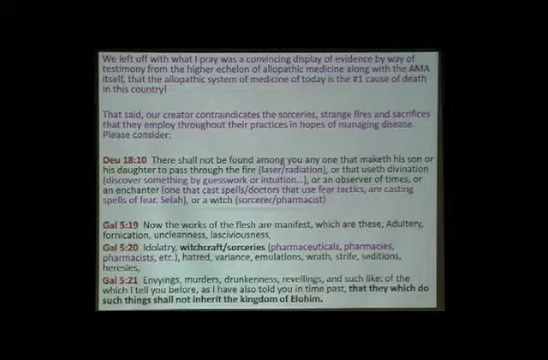 We left off with what I pray was a convincing display of evidence by way of
testimony from the higher echelon of allopathic medicine along with the AMA
itself, that the allopathic system of medicine of today is the #1 cause of death
in this country!
That said, our creator contraindicates the sorceries, strange fires and sacrifices
that they employ throughout their practices in hopes of managing disease.
Please consider:
Deu 18:10 There shall not be found among you any one that maketh his son or
his daughter to pass through the fire (laser/radiation), or that useth divination
(discover something by guesswork or intuition...), or an observer of times, or
an enchanter (one that cast spells/doctors that use fear tactics, are casting
spells of fear. Selah), or a witch (sorcerer/pharmacist)
Gal 5:19 Now the works of the flesh are manifest, which are these; Adultery,
fornication, uncleanness, lasciviousness,
Gal 5:20 Idolatry, witchcraft/sorceries (pharmaceuticals, pharmacies,
pharmacists, etc.), hatred, variance, emulations, wrath, strife, seditions,
heresies,
Gal 5:21 Envyings, murders, drunkenness, revellings, and such like: of the
which I tell you before, as I have also told you in time past, that they which do
such things shall not inherit the kingdom of Elohim.